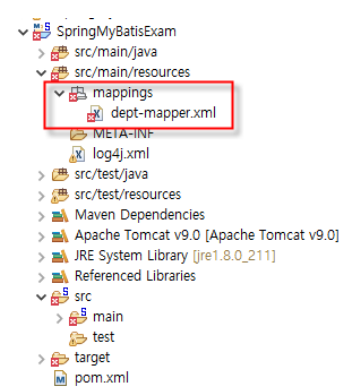 SpringMyBatisExam
src/main/java
src/main/resources
mappings
dept-mapper.xml
META-INF
log4j.xml
src/test/java
src/test/resources
Maven Dependencies
Apache Tomcat v9.0 [Apache Tomcat v9.0]
JRE System Library [jre1.8.0_211]
Referenced Libraries
src
main
test
target
pom.xml